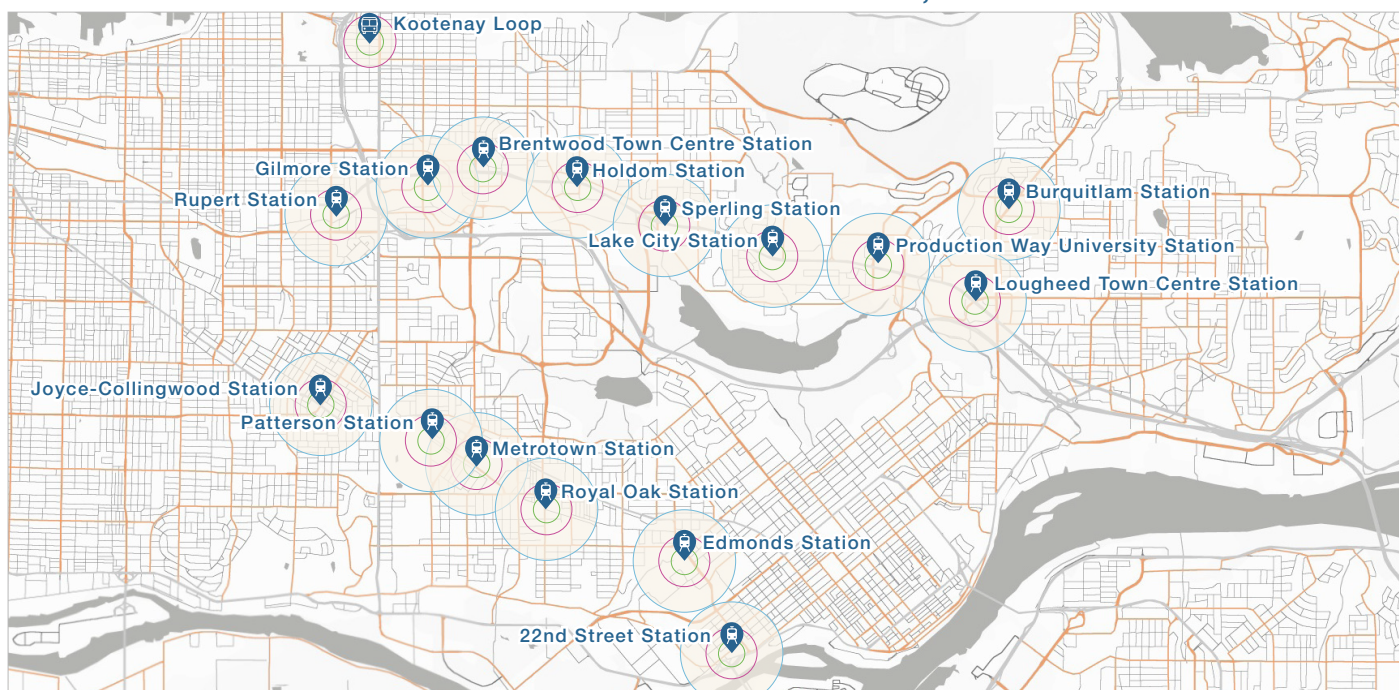 Kootenay Loop
Brentwood Town Centre Station
Gilmore Station
Holdom Station
Rupert Station
Burquitlam Station
Sperling Station
Lake City Station
Production Way University Station
Lougheed Town Centre Station
Joyce-Collingwood Station
Patterson Station
Metrotown Station
Royal Oak Station
Edmonds Station
22nd Street Station